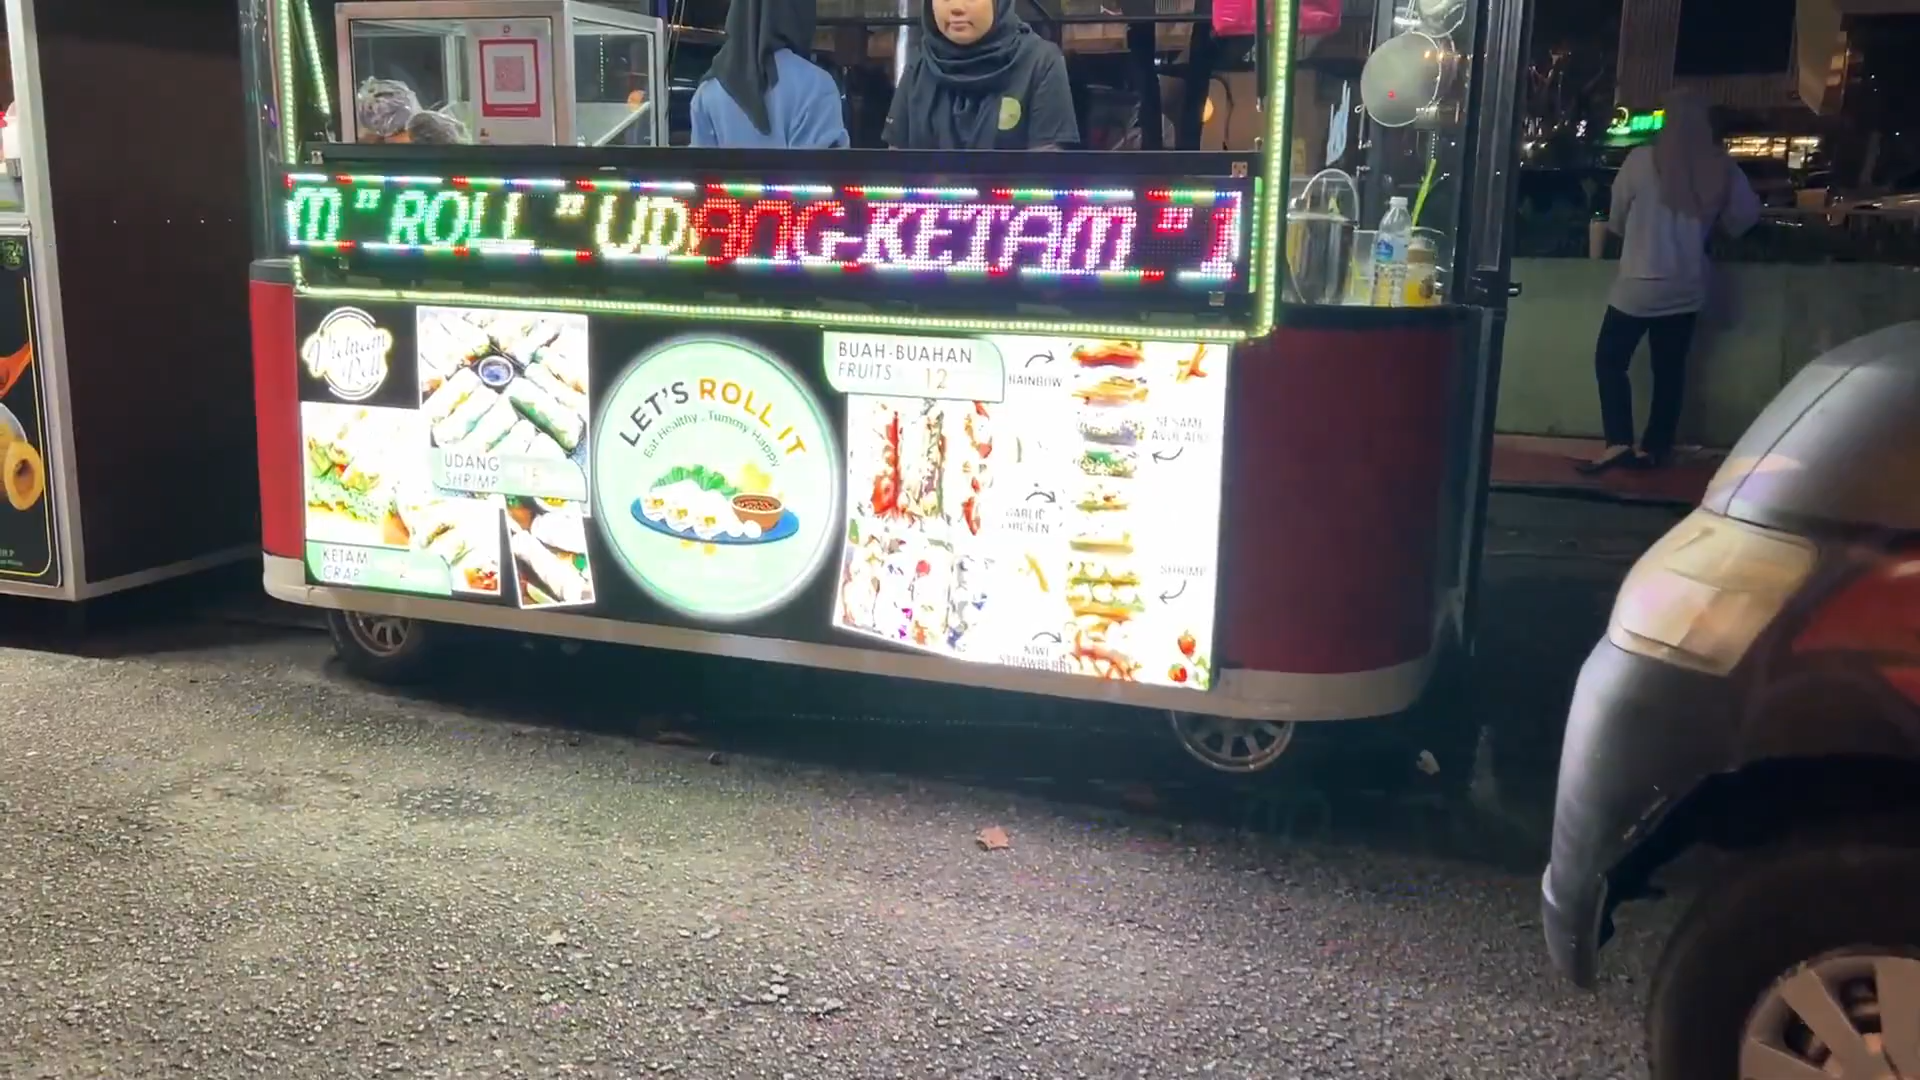 M " ROLL " UDANG-KETAM "
Vietnam
Roll
UDANG
SHRIMP
KETAM
CRAB
LET'S ROLL IT
Eat Healthy . Tummy Happy
BUAH-BUAHAN
FRUITS 12
RAINBOW
SESAME
AVOCADO
GARLIC
CHICKEN
SHRIMP
KIWI
STRAWBERRY